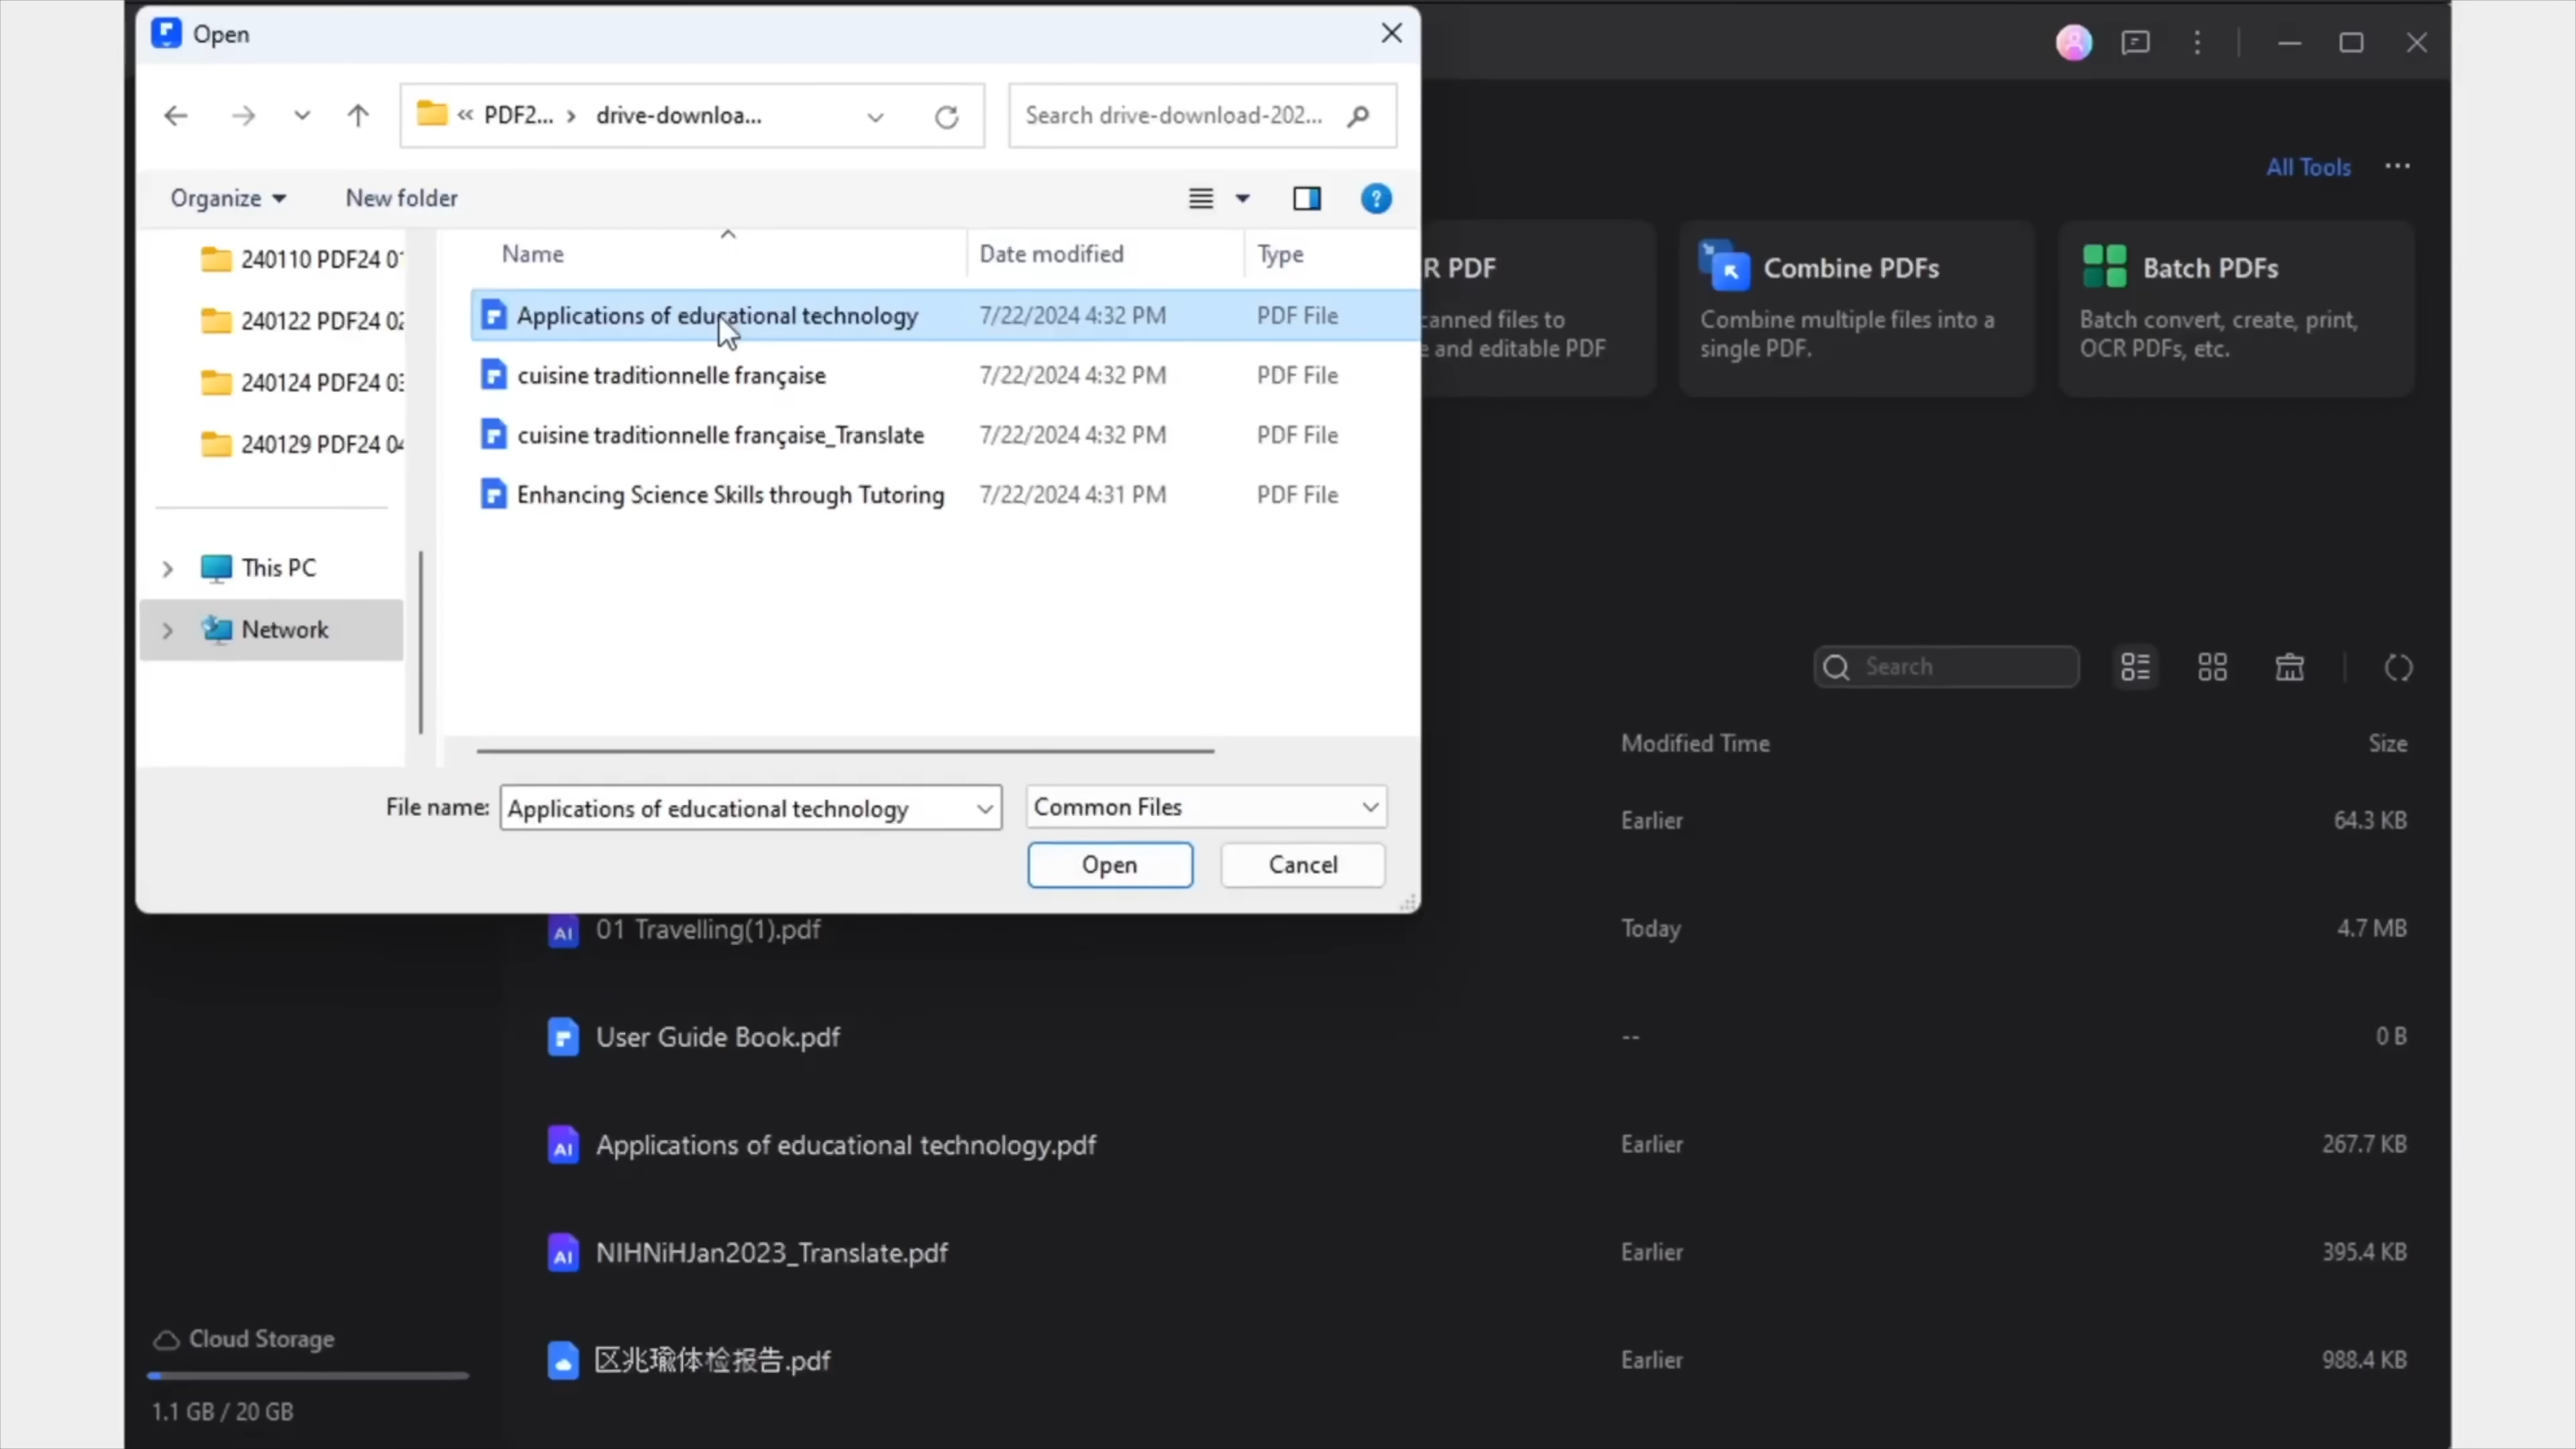 Open
PDF2... › drive-downloa...
Search drive-download-202...
Organize
New folder
Name
Date modified
Type
240110 PDF24 01
240122 PDF24 02
240124 PDF24 03
240129 PDF24 04
This PC
Network
Applications of educational technology 7/22/2024 4:32 PM PDF File
cuisine traditionnelle française 7/22/2024 4:32 PM PDF File
cuisine traditionnelle française_Translate 7/22/2024 4:32 PM PDF File
Enhancing Science Skills through Tutoring 7/22/2024 4:31 PM PDF File
File name: Applications of educational technology
Common Files
Open
Cancel
All Tools
R PDF
canned files to
e and editable PDF
Combine PDFs
Combine multiple files into a
single PDF.
Batch PDFs
Batch convert, create, print,
OCR PDFs, etc.
Search
Modified Time Size
Earlier 64.3 KB
01 Travelling(1).pdf Today 4.7 MB
User Guide Book.pdf -- 0 B
Applications of educational technology.pdf Earlier 267.7 KB
NIHNiHJan2023_Translate.pdf Earlier 395.4 KB
区兆瑜体检报告.pdf Earlier 988.4 KB
Cloud Storage
1.1 GB / 20 GB